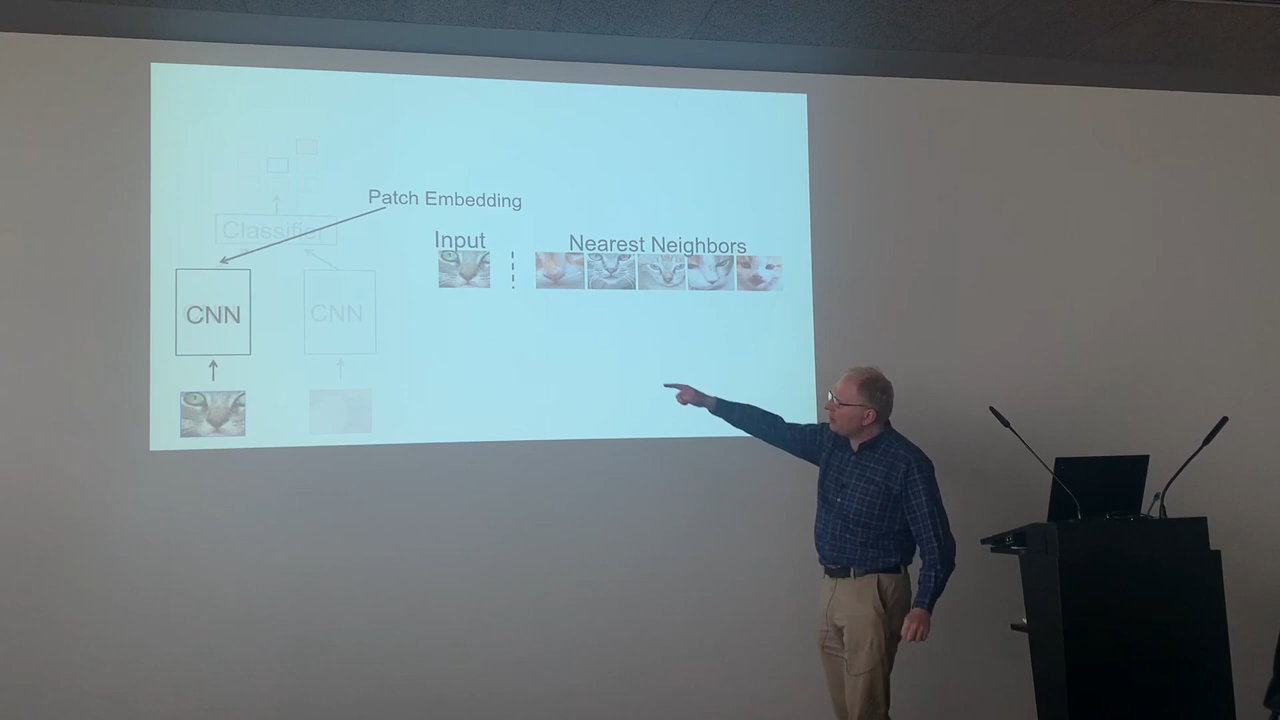 Patch Embedding
Classifier
Input
Nearest Neighbors
CNN
CNN